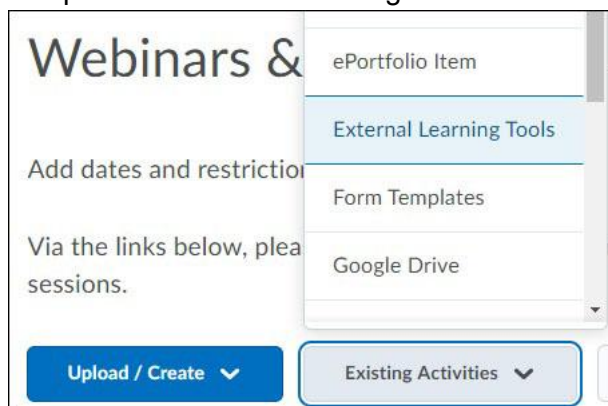 Webinars &
ePortfolio Item
External Learning Tools
Add dates and restriction
Form Templates
Via the links below, plea
Google Drive
sessions.
Upload / Create
Existing Activities